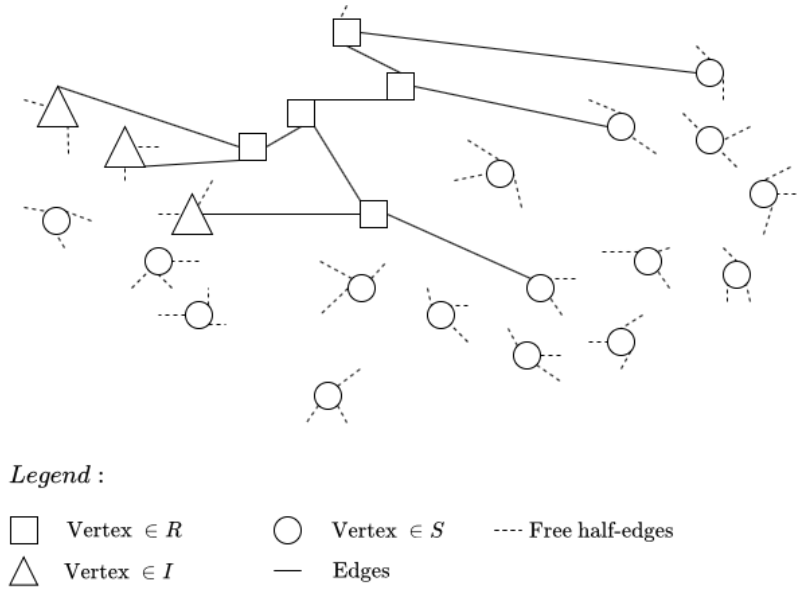 Legend :
Vertex ∈ R
Vertex ∈ S
Free half-edges
Vertex ∈ I
Edges